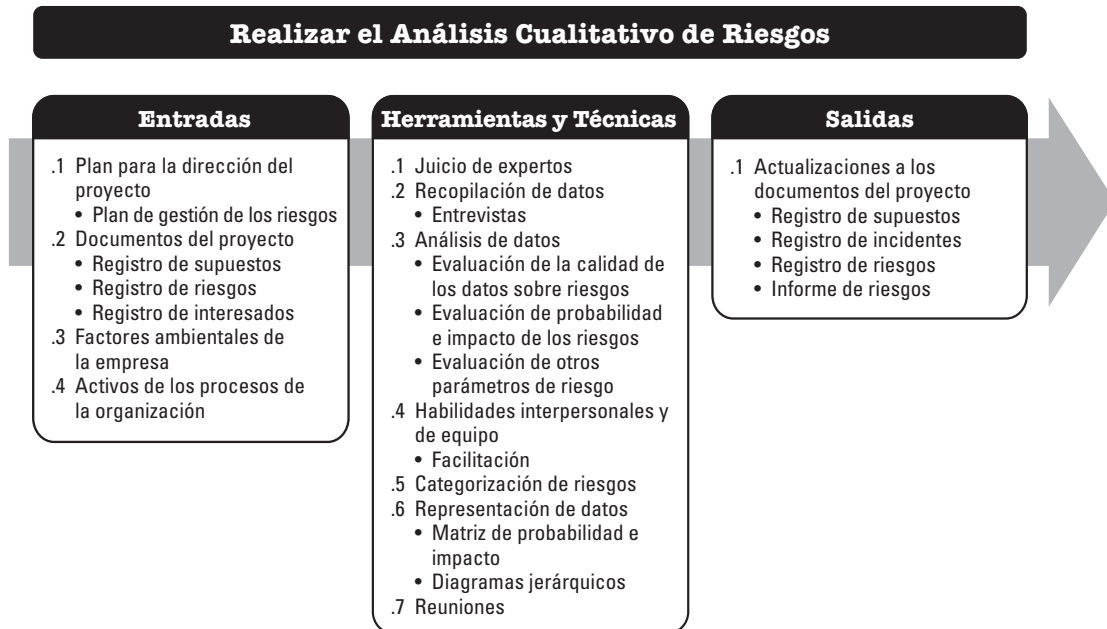 Realizar el Análisis Cualitativo de Riesgos
Entradas
.1 Plan para la dirección del
proyecto
• Plan de gestión de los riesgos
.2 Documentos del proyecto
• Registro de supuestos
• Registro de riesgos
• Registro de interesados
.3 Factores ambientales de
la empresa
.4 Activos de los procesos de
la organización
Herramientas y Técnicas
.1 Juicio de expertos
.2 Recopilación de datos
• Entrevistas
.3 Análisis de datos
• Evaluación de la calidad de
los datos sobre riesgos
• Evaluación de probabilidad
e impacto de los riesgos
• Evaluación de otros
parámetros de riesgo
.4 Habilidades interpersonales y
de equipo
• Facilitación
.5 Categorización de riesgos
.6 Representación de datos
• Matriz de probabilidad e
impacto
• Diagramas jerárquicos
.7 Reuniones
Salidas
.1 Actualizaciones a los
documentos del proyecto
• Registro de supuestos
• Registro de incidentes
• Registro de riesgos
• Informe de riesgos